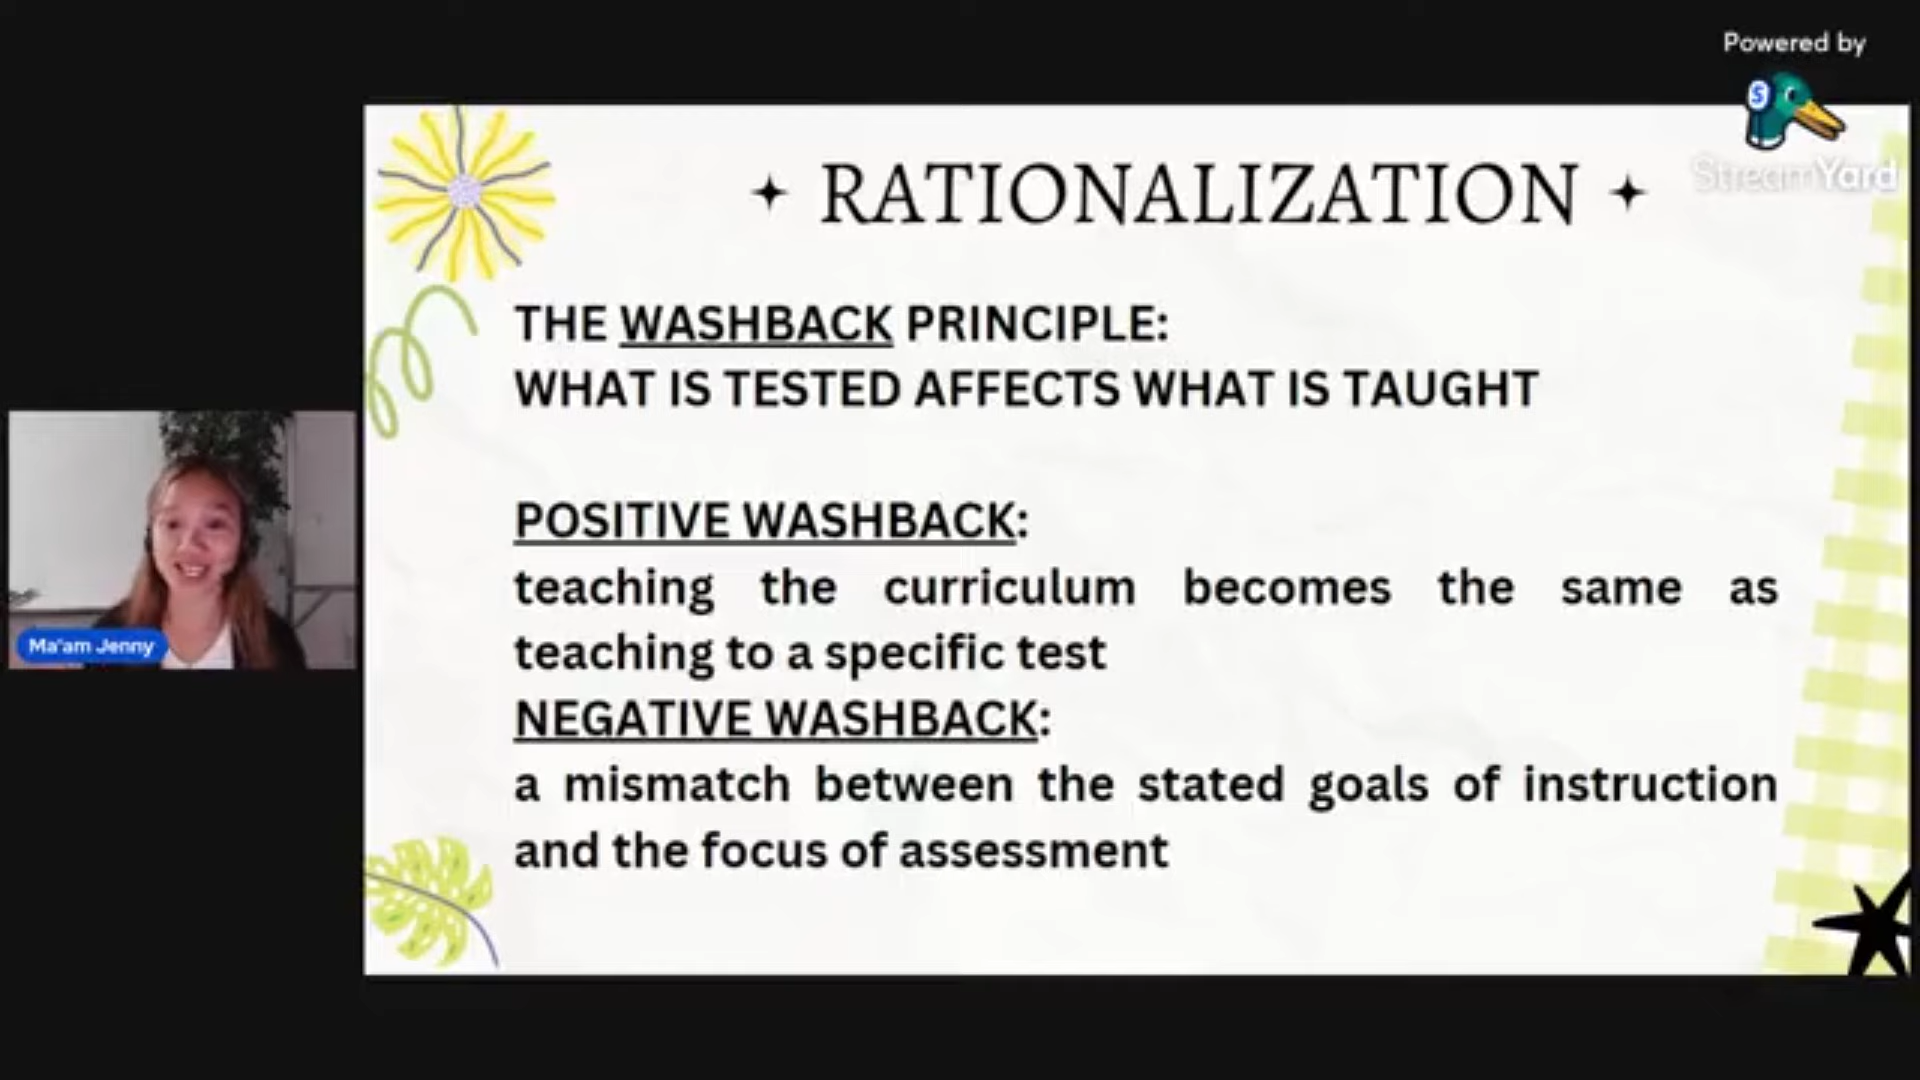 Powered by
StreamYard
RATIONALIZATION
THE WASHBACK PRINCIPLE:
WHAT IS TESTED AFFECTS WHAT IS TAUGHT
POSITIVE WASHBACK:
teaching the curriculum becomes the same as
teaching to a specific test
NEGATIVE WASHBACK:
a mismatch between the stated goals of instruction
and the focus of assessment
Ma'am Jenny